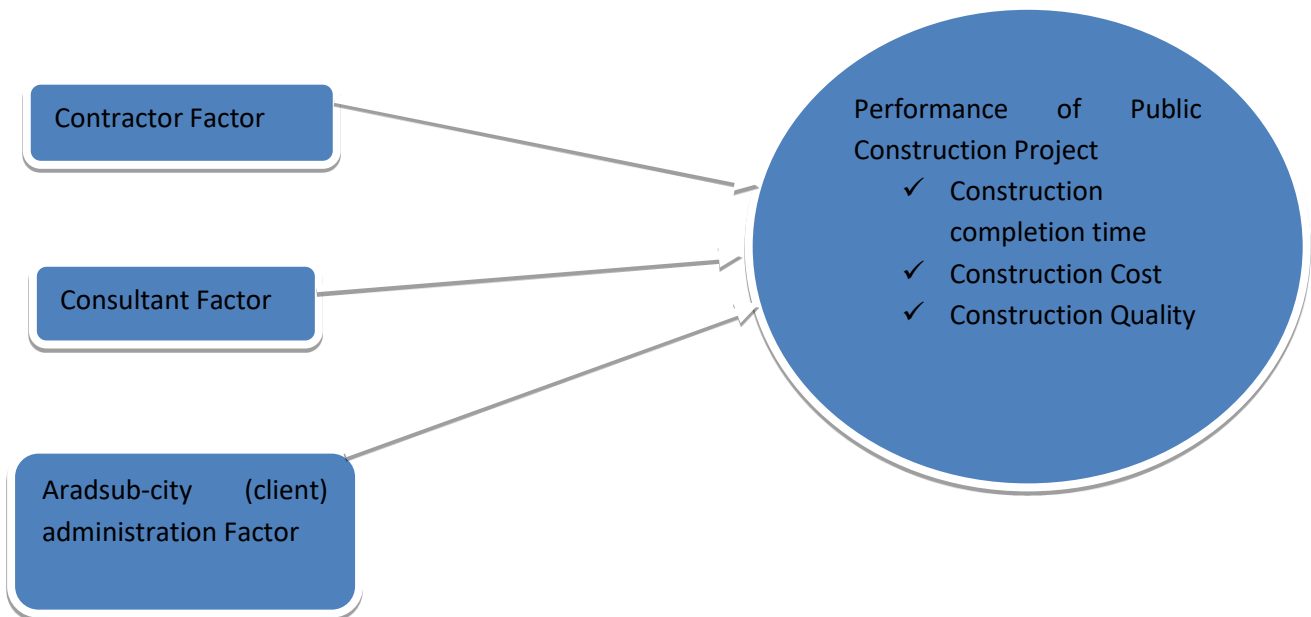 Contractor Factor
Consultant Factor
Aradsub-city (client)
administration Factor
Performance of Public
Construction Project
✓ Construction
completion time
✓ Construction Cost
✓ Construction Quality